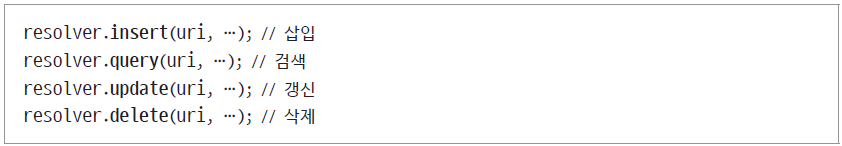 resolver.insert(uri, ⋯); // 삽입
resolver.query(uri, ⋯); // 검색
resolver.update(uri, ⋯); // 갱신
resolver.delete(uri, ⋯); // 삭제